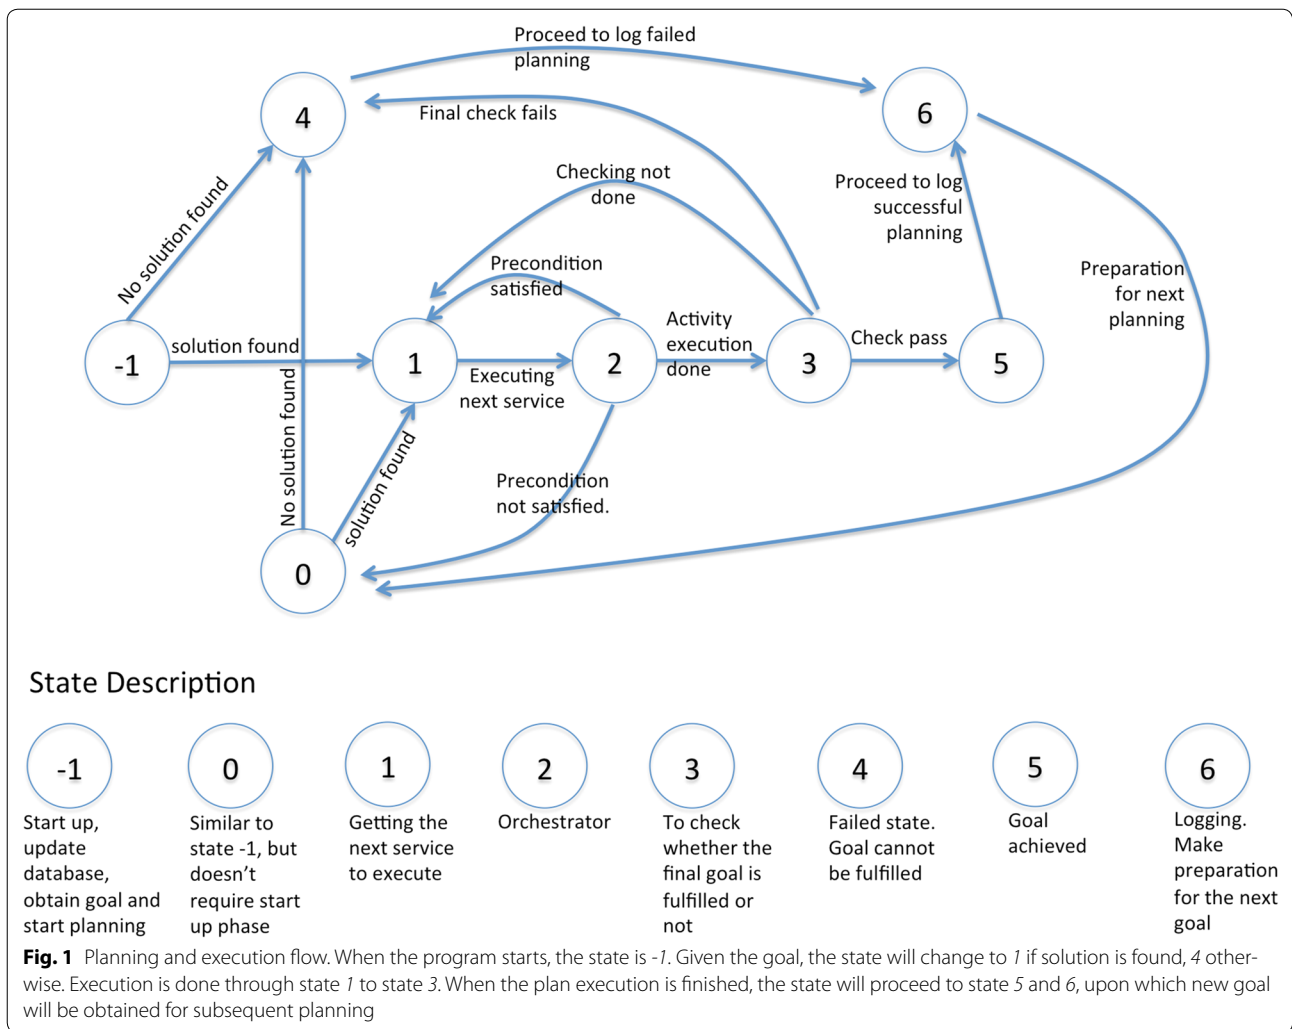 Proceed to log failed
planning
4
Final check fails
6
Checking not
done
Proceed to log
successful
planning
No solution found
Precondition
satisfied
Preparation
for next
planning
Activity
execution
done
solution found
Check pass
-1
1
2
3
5
Executing
next service
No solution found
solution found
Precondition
not satisfied.
0
State Description
-1
0
1
2
3
4
5
6
Start up,
update
database,
obtain goal and
start planning
Similar to
state -1, but
doesn't
require start
up phase
Getting the
next service
to execute
Orchestrator
To check
whether the
final goal is
fulfilled or
not
Failed state.
Goal cannot
be fulfilled
Goal
achieved
Logging.
Make
preparation
for the next
goal
Fig. 1 Planning and execution flow. When the program starts, the state is -1. Given the goal, the state will change to 1 if solution is found, 4 other-
wise. Execution is done through state 1 to state 3. When the plan execution is finished, the state will proceed to state 5 and 6, upon which new goal
will be obtained for subsequent planning